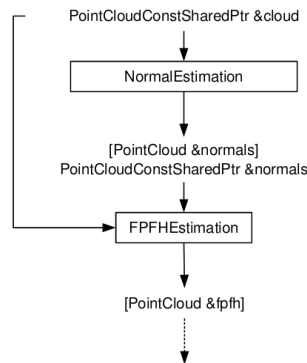 PointCloudConstSharedPtr &cloud
NormalEstimation
[PointCloud &normals]
PointCloudConstSharedPtr &normals
FPFHEstimation
[PointCloud &fpfh]